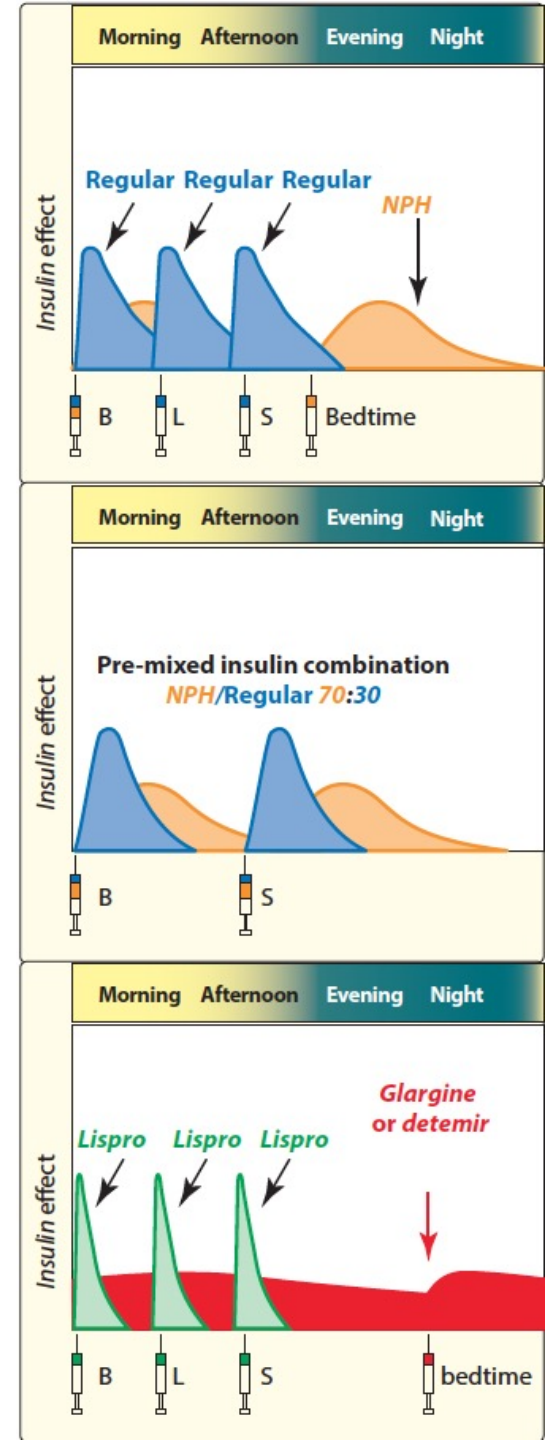 Morning Afternoon Evening Night
Regular Regular Regular
NPH
Insulin effect
B L S Bedtime
Morning Afternoon Evening Night
Pre-mixed insulin combination
NPH/Regular 70:30
Insulin effect
B S
Morning Afternoon Evening Night
Glargine
or detemir
Lispro Lispro Lispro
Insulin effect
B L S bedtime